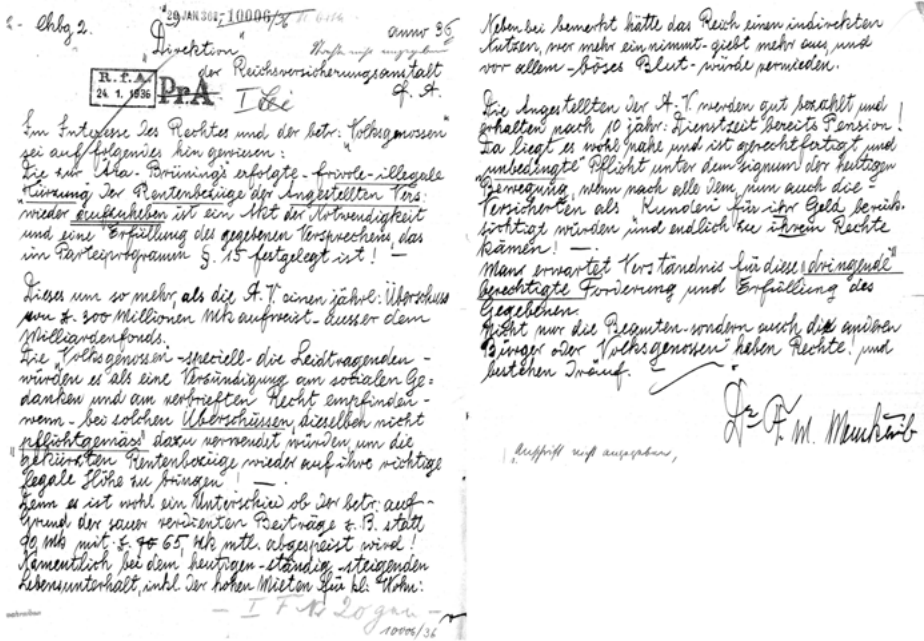 Chbg 2.
29. JAN 36
10006/36
anno 36
"Direktion"
der Reichsversicherungsanstalt
f. A.
R. f. A.
24. 1. 1936
Pr.A
Im Interesse des Rechtes und der betr: "Volksgenossen"
sei auf folgendes hingewiesen:
Die zur Ära-Brünings erfolgte-frivole-illegale
Kürzung der Rentenbezüge der Angestellten Vers:
wieder aufzuheben ist ein Akt der Notwendigkeit
und eine Erfüllung des gegebenen Versprechens, das
im Parteiprogramm §. 15 festgelegt ist! —
Dieses um so mehr, als die A.V. einen jährl: Überschuss
von z. 300 Millionen Mk aufweist-ausser dem
Milliardenfonds.
Die "Volksgenossen-speciell-die Leidtragenden-
würden es als eine Versündigung am socialen Ge=
danken und am verbrieften Recht empfinden-
wenn-bei solchen Überschüssen, dieselben nicht
"pflichtgemäss" dazu verwendet würden, um die
gekürzten Rentenbezüge wieder auf ihre richtige
legale Höhe zu bringen! —.
Denn es ist wohl ein Unterschied ob der betr: auf-
Grund der sauer verdienten Beiträge z. B. statt
90 Mk mit z. 65, Mk mtl. abgespeist wird!
Namentlich bei dem heutigen-ständig-steigenden
Lebensunterhalt, inkl. der hohen Mieten für kl: Wohn:
10006/36
Nebenbei bemerkt hätte das Reich einen indirekten
Nutzen, wer mehr einnimmt-giebt mehr aus, und
vor allem-böses Blut-würde vermieden.
Die Angestellten der A.V. werden gut bezahlt und
erhalten nach 10 jähr: Dienstzeit bereits Pension!
Da liegt es wohl nahe und ist gerechtfertigt und
"unbedingte" Pflicht unter dem signum der heutigen
Bewegung, wenn nach alle dem, nun auch die-
Versicherten als "Kunden für ihr Geld berück-
sichtigt würden "und endlich zu ihrem Rechte
kämen! —.
Man erwartet Verständnis für diese "dringende"
berechtigte Forderung und Erfüllung des
Gegebenen.
Nicht nur die Beamten-sondern auch die anderen
Bürger oder "Volksgenossen" haben Rechte! und
bestehen drauf.
Dr F. M.
Anschrift nicht angegeben,